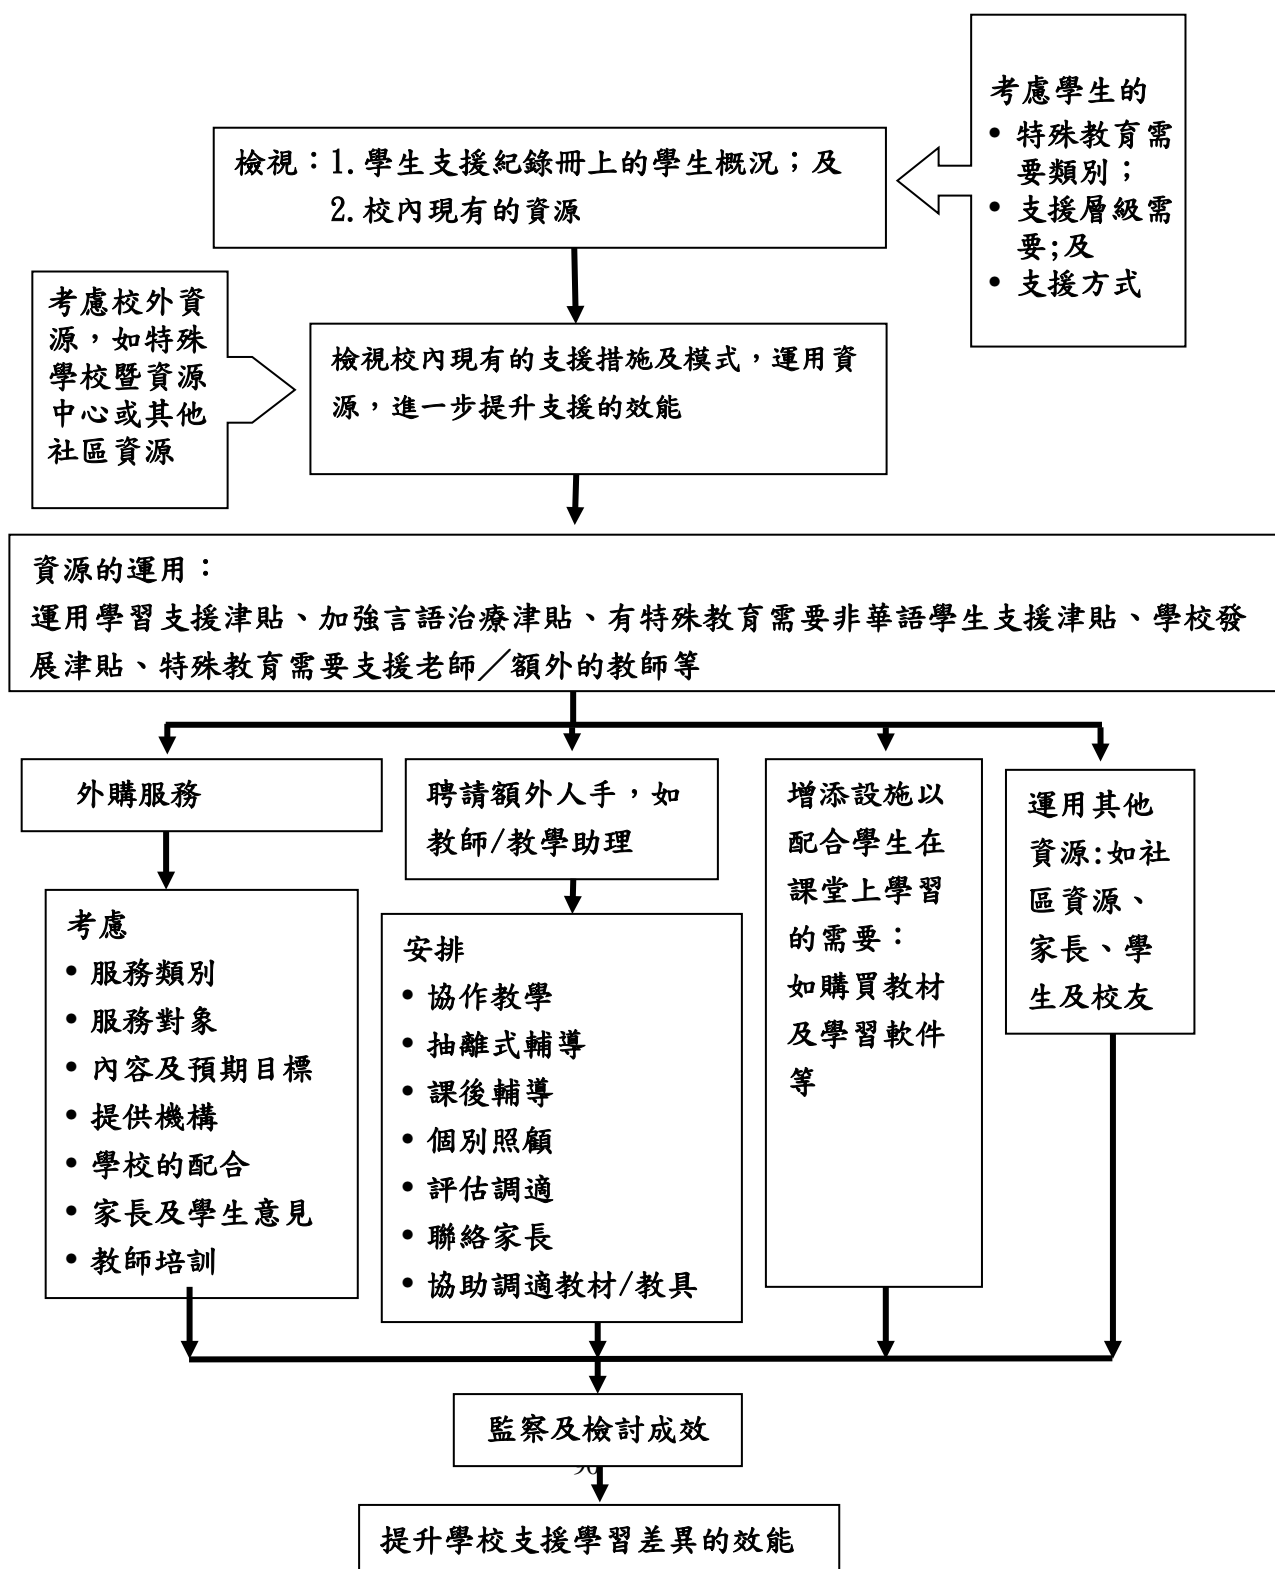 考慮學生的
• 特殊教育需
要類別；
• 支援層級需
要;及
• 支援方式
檢視：1.學生支援紀錄冊上的學生概況；及
2.校內現有的資源
考慮校外資
源，如特殊
學校暨資源
中心或其他
社區資源
檢視校內現有的支援措施及模式，運用資
源，進一步提升支援的效能
資源的運用：
運用學習支援津貼、加強言語治療津貼、有特殊教育需要非華語學生支援津貼、學校發
展津貼、特殊教育需要支援老師／額外的教師等
外購服務
考慮
• 服務類別
• 服務對象
• 內容及預期目標
• 提供機構
• 學校的配合
• 家長及學生意見
• 教師培訓
聘請額外人手，如
教師/教學助理
安排
• 協作教學
• 抽離式輔導
• 課後輔導
• 個別照顧
• 評估調適
• 聯絡家長
• 協助調適教材/教具
增添設施以
配合學生在
課堂上學習
的需要：
如購買教材
及學習軟件
等
運用其他
資源:如社
區資源、
家長、學
生及校友
監察及檢討成效
提升學校支援學習差異的效能